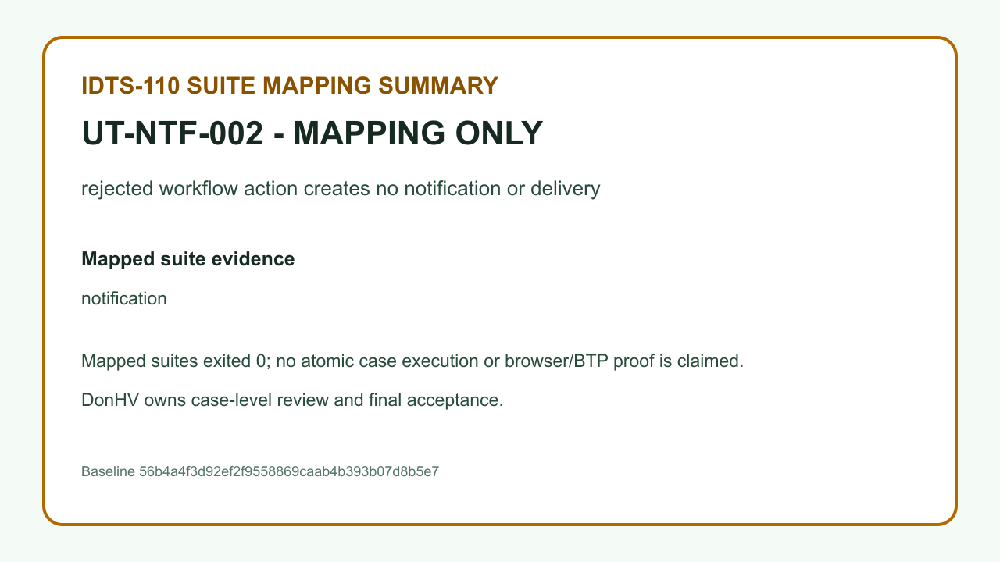 IDTS-110 SUITE MAPPING SUMMARY
UT-NTF-002 - MAPPING ONLY
rejected workflow action creates no notification or delivery
Mapped suite evidence
notification
Mapped suites exited 0; no atomic case execution or browser/BTP proof is claimed.
DonHV owns case-level review and final acceptance.
Baseline 56b4a4f3d92ef2f9558869caab4b393b07d8b5e7